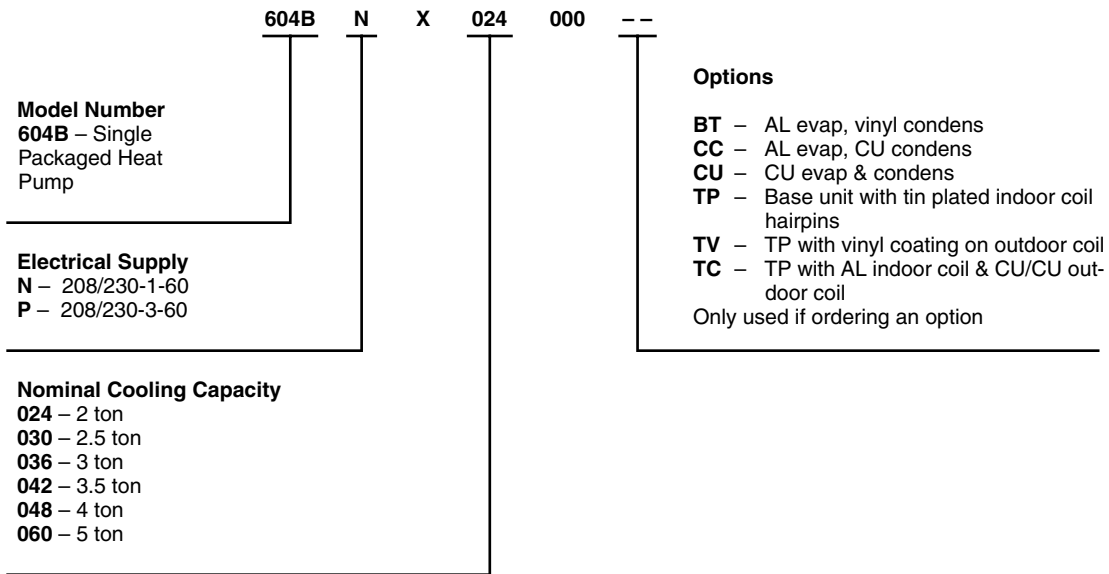 604B N X 024 000 – –
Model Number
604B – Single
Packaged Heat
Pump
Electrical Supply
N – 208/230-1-60
P – 208/230-3-60
Nominal Cooling Capacity
024 – 2 ton
030 – 2.5 ton
036 – 3 ton
042 – 3.5 ton
048 – 4 ton
060 – 5 ton
Options
BT – AL evap, vinyl condens
CC – AL evap, CU condens
CU – CU evap & condens
TP – Base unit with tin plated indoor coil
hairpins
TV – TP with vinyl coating on outdoor coil
TC – TP with AL indoor coil & CU/CU out-
door coil
Only used if ordering an option